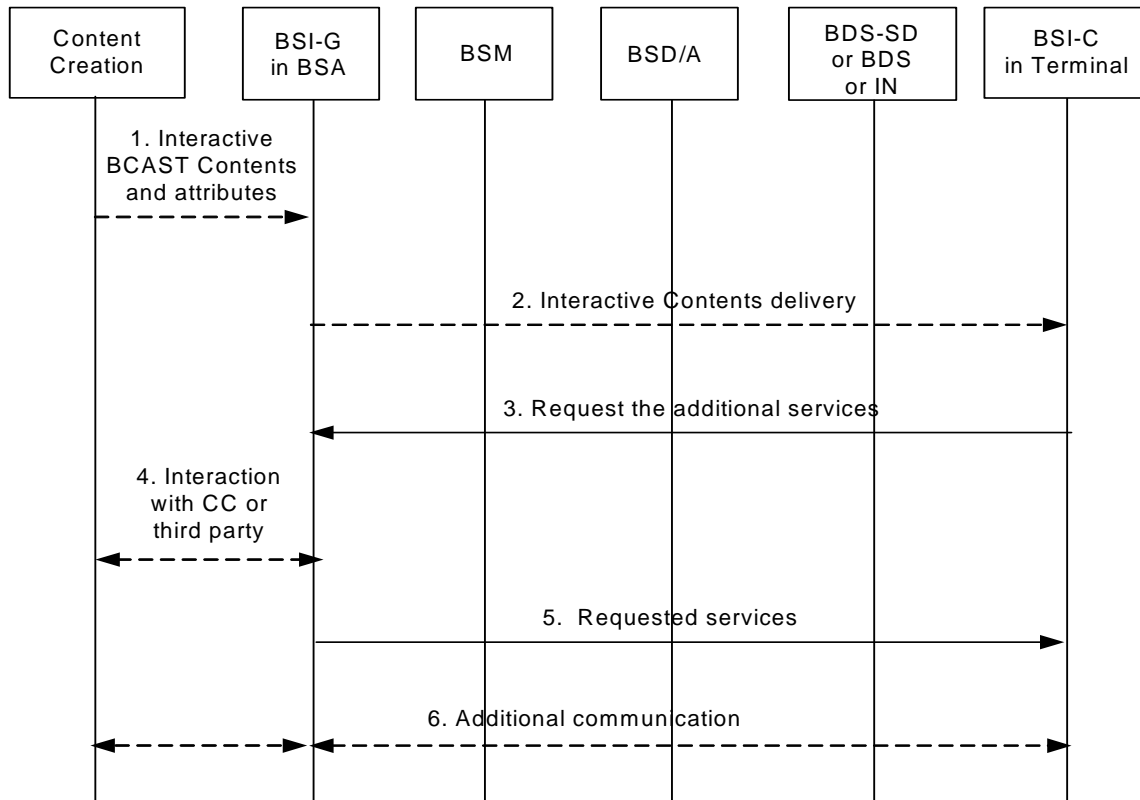 Content
Creation
BSI-G
in BSA
BSM
BSD/A
BDS-SD
or BDS
or IN
BSI-C
in Terminal
1. Interactive
BCAST Contents
and attributes
2. Interactive Contents delivery
3. Request the additional services
4. Interaction
with CC or
third party
5. Requested services
6. Additional communication